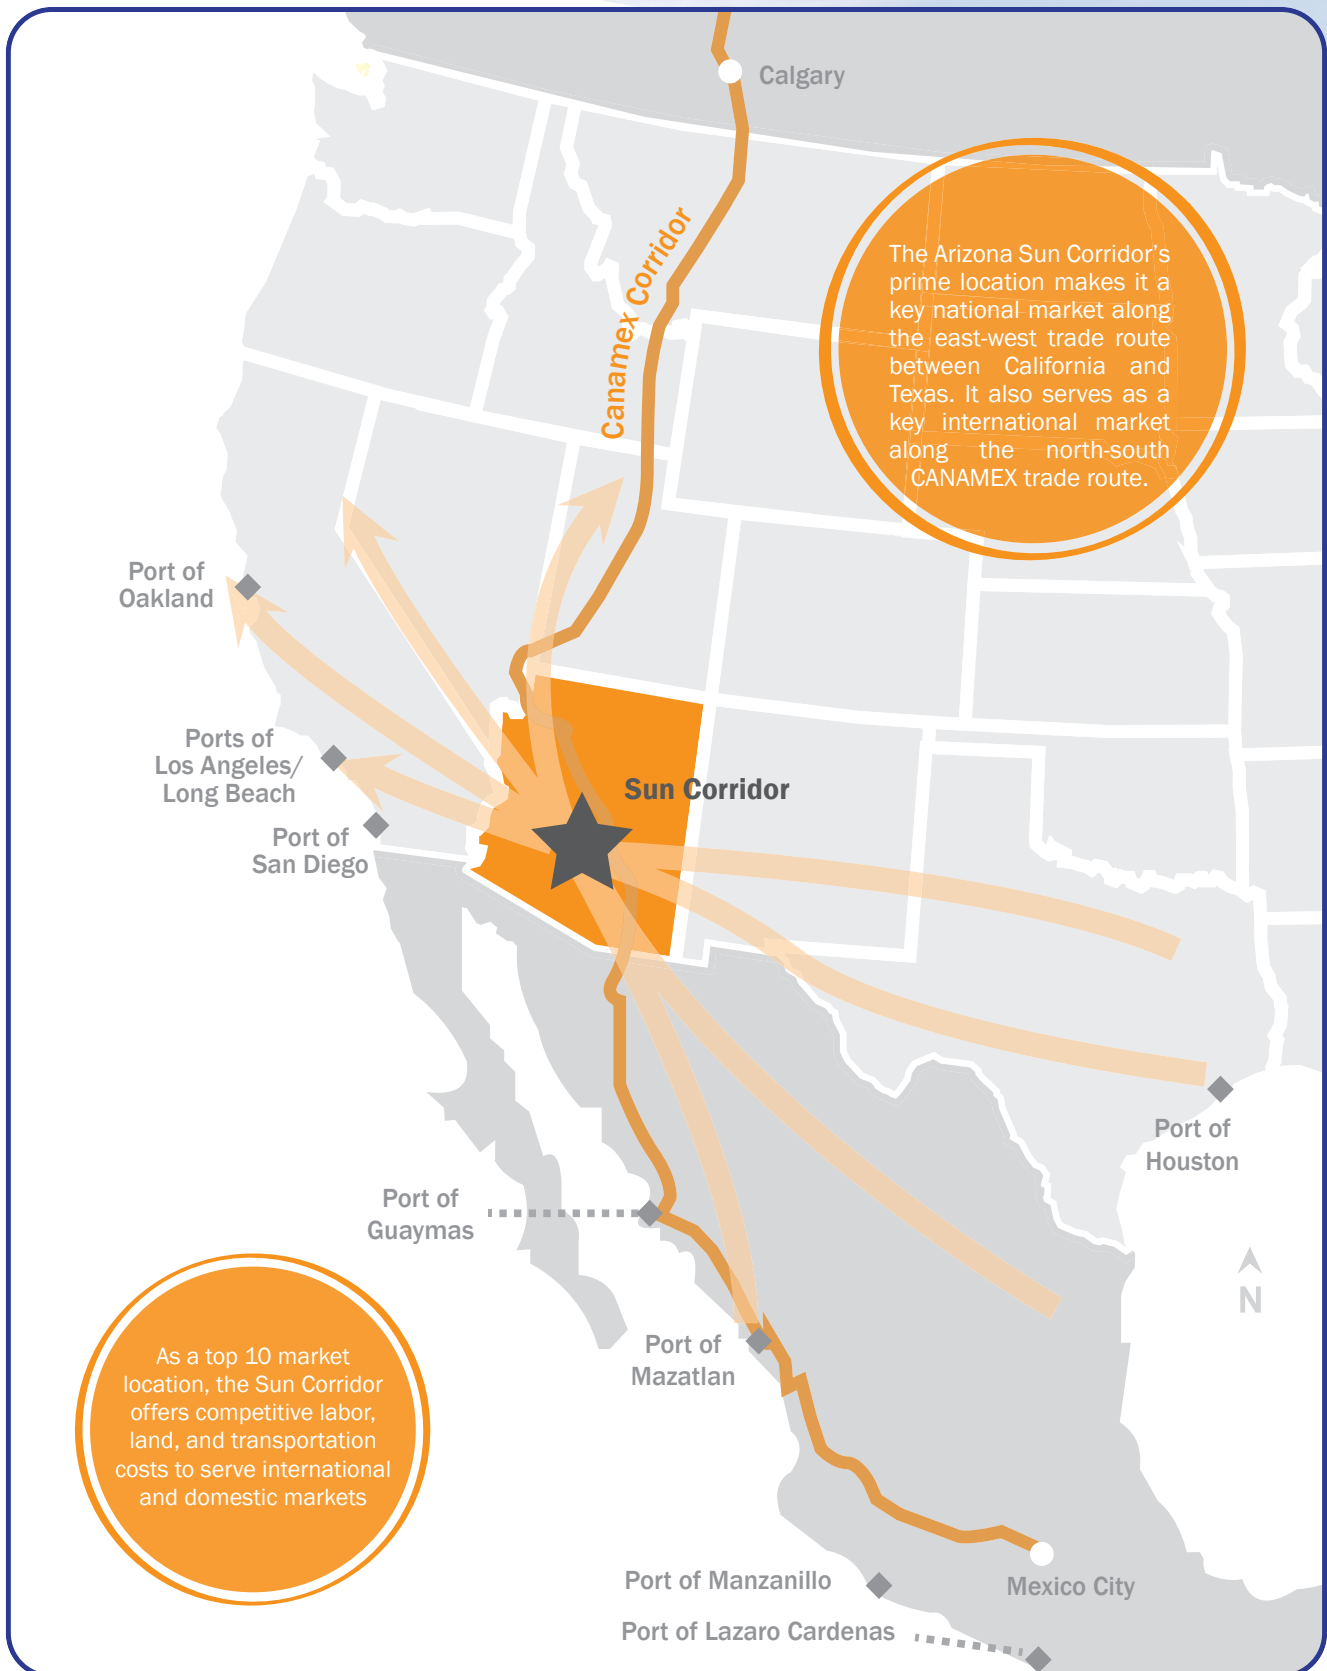 Calgary
Canamex Corridor
The Arizona Sun Corridor's
prime location makes it a
key national market along
the east-west trade route
between California and
Texas. It also serves as a
key international market
along the north-south
CANAMEX trade route.
Port of
Oakland
Ports of
Los Angeles/
Long Beach
Port of
San Diego
Sun Corridor
Port of
Houston
Port of
Guaymas
N
Port of
Mazatlan
As a top 10 market
location, the Sun Corridor
offers competitive labor,
land, and transportation
costs to serve international
and domestic markets
Port of Manzanillo
Mexico City
Port of Lazaro Cardenas